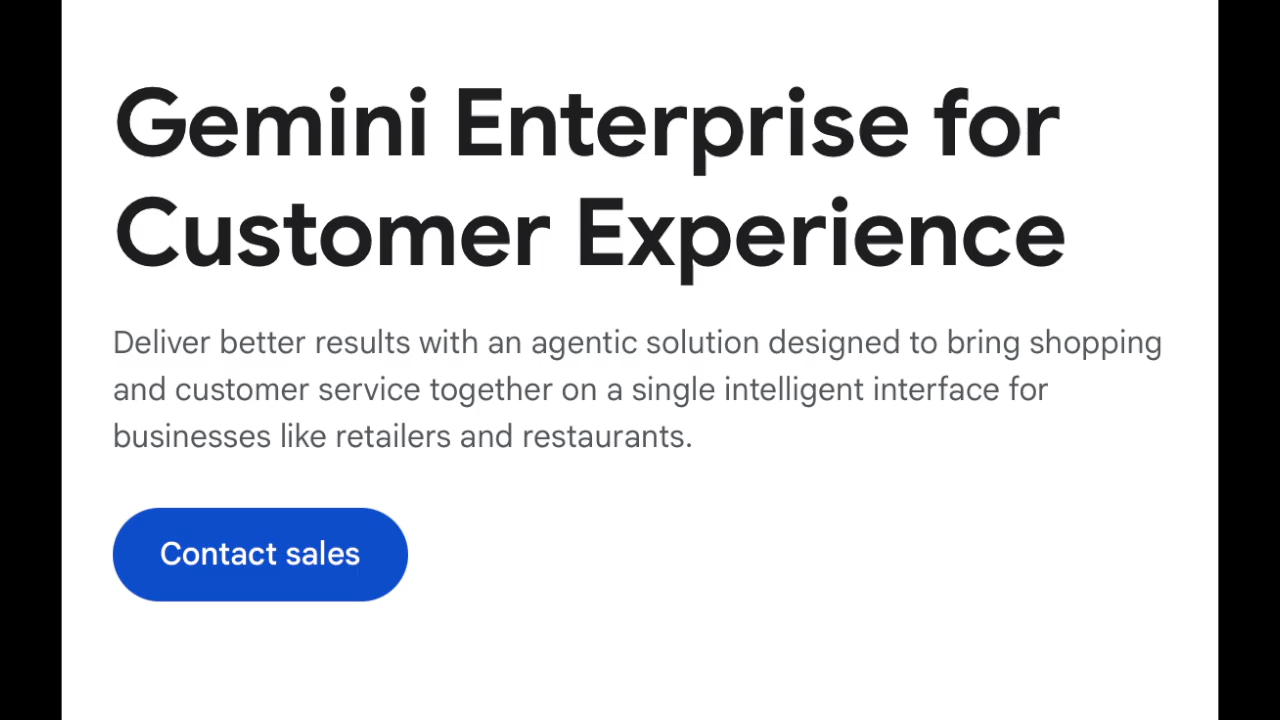 Gemini Enterprise for
Customer Experience
Deliver better results with an agentic solution designed to bring shopping
and customer service together on a single intelligent interface for
businesses like retailers and restaurants.
Contact sales